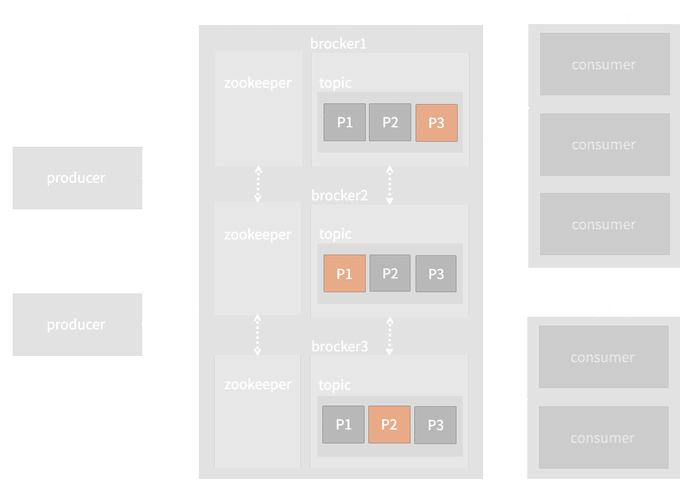 producer
producer
brocker1
zookeeper
topic
P1 P2 P3
brocker2
zookeeper
topic
P1 P2 P3
brocker3
zookeeper
topic
P1 P2 P3
consumer
consumer
consumer
consumer
consumer